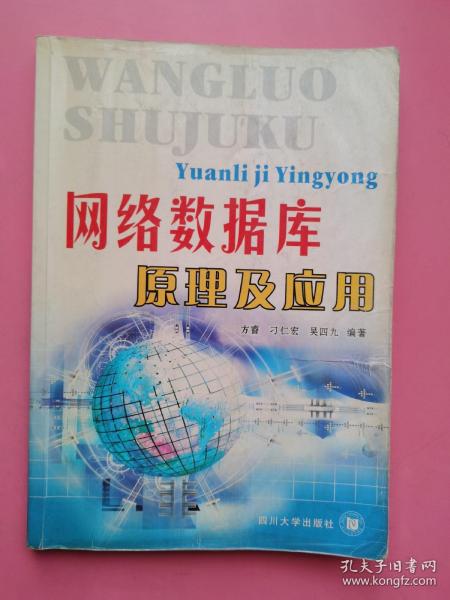 WANGLUO
SHUJUKU
Yuanli ji Yingyong
网络数据库
原理及应用
方睿 刁仁宏 吴四九 编著
四川大学出版社
孔夫子旧书网
www.kongfz.com